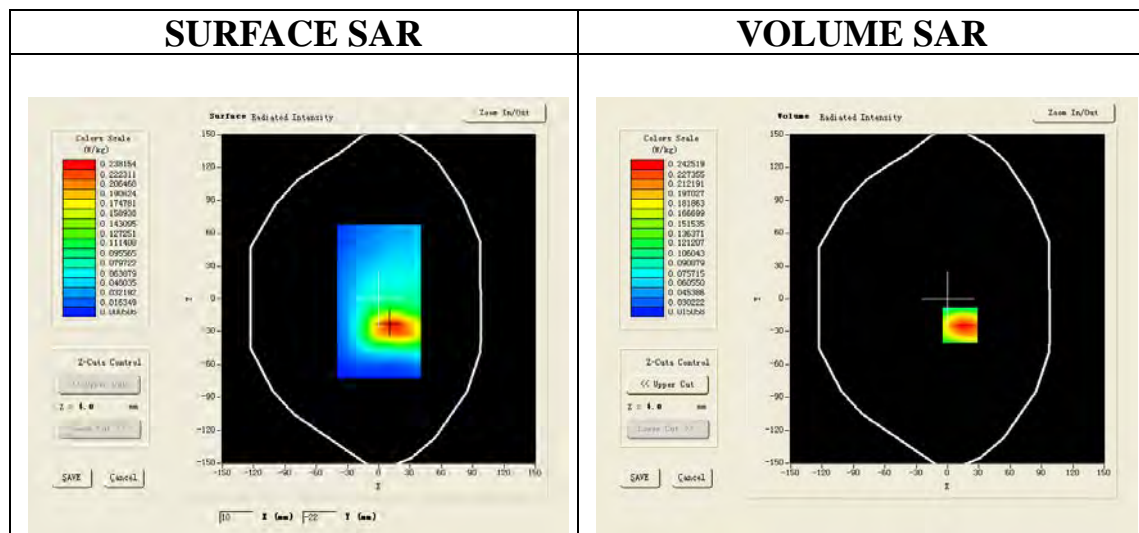 SURFACE SAR
VOLUME SAR
Surface Radiated Intensity
Zoom In/Out
Colors Scale
(W/kg)
0.238154
0.222311
0.206468
0.190624
0.174781
0.158938
0.143095
0.127251
0.111408
0.095565
0.079722
0.063879
0.048035
0.032192
0.016349
0.000506
150
120
90
60
30
0
-30
-60
-90
-120
-150
Y
-150 -120 -90 -60 -30 0 30 60 90 120 150
X
Z-Cuts Control
<< Upper Cut
Z = 4.0 mm
Lower Cut >>
SAVE Cancel
10 X (mm) -22 Y (mm)
Volume Radiated Intensity
Zoom In/Out
Colors Scale
(W/kg)
0.242519
0.227355
0.212191
0.197027
0.181863
0.166699
0.151535
0.136371
0.121207
0.106043
0.090879
0.075715
0.060550
0.045386
0.030222
0.015058
150
120
90
60
30
0
-30
-60
-90
-120
-150
Y
-150 -120 -90 -60 -30 0 30 60 90 120 150
X
Z-Cuts Control
<< Upper Cut
Z = 4.0 mm
Lower Cut >>
SAVE Cancel